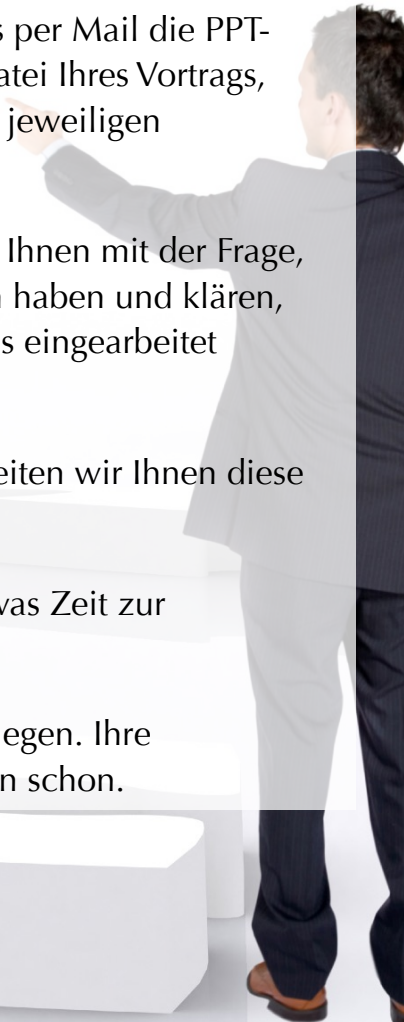 s per Mail die PPT-
atei Ihres Vortrags,
jeweiligen
Ihnen mit der Frage,
n haben und klären,
s eingearbeitet
eiten wir Ihnen diese
vas Zeit zur
egen. Ihre
n schon.